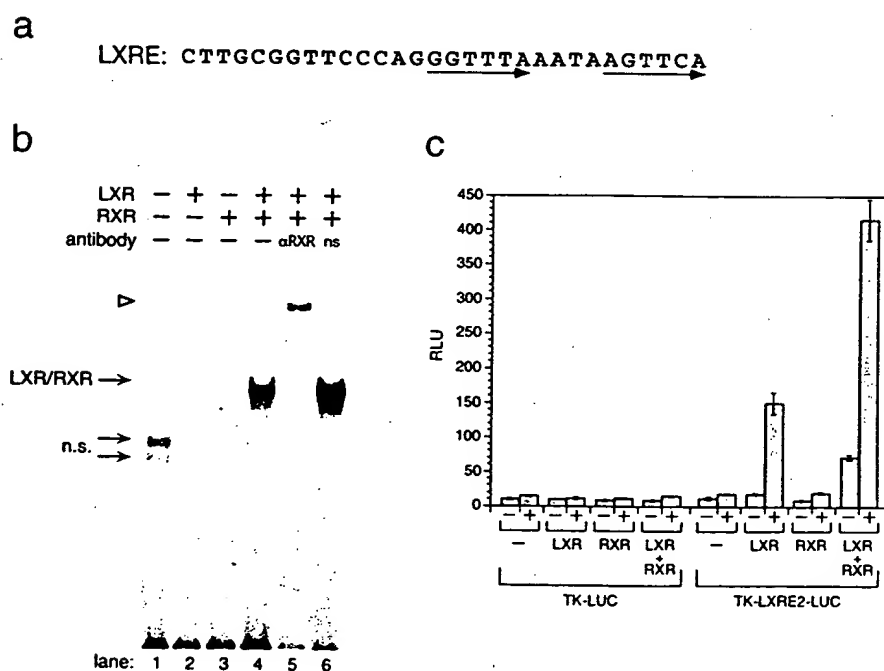 a
LXRE: CTTGCGGTTCCCAGGGTTTAAATAAGTTCA
b
LXR − + − + + +
RXR − − + + + +
antibody − − − − αRXR ns
LXR/RXR
n.s.
lane: 1 2 3 4 5 6
c
450
400
350
300
250
200
150
100
50
0
RLU
− + − + − + − + − + − + − + − +
− LXR RXR LXR + RXR − LXR RXR LXR + RXR
TK-LUC TK-LXRE2-LUC